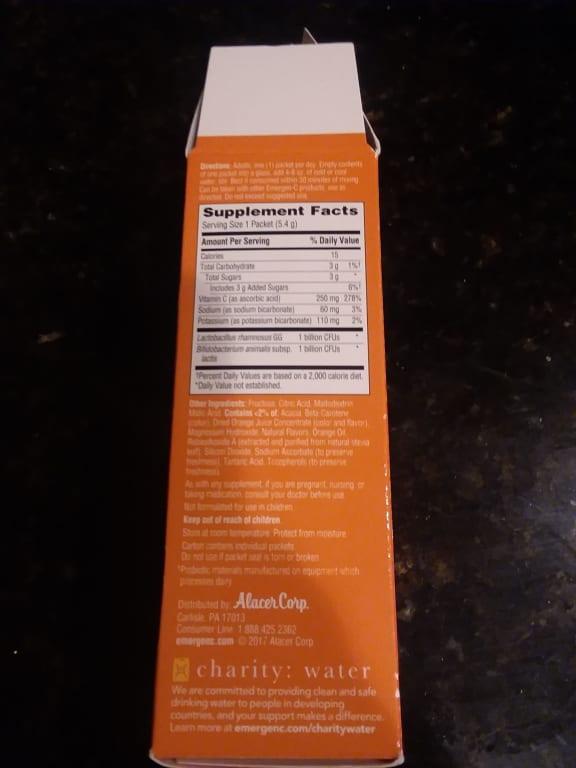 Directions: Adults, one (1) packet per day. Empty contents
of one packet into a glass, add 4-6 oz. of cold or cool
water, stir. Best if consumed within 30 minutes of mixing.
Can be taken with other Emergen-C products, use as
directed. Do not exceed suggested use.
Supplement Facts
Serving Size 1 Packet (5.4 g)
Amount Per Serving % Daily Value
Calories 15
Total Carbohydrate 3 g 1%†
Total Sugars 3 g *
Includes 3 g Added Sugars 6%†
Vitamin C (as ascorbic acid) 250 mg 278%
Sodium (as sodium bicarbonate) 60 mg 3%
Potassium (as potassium bicarbonate) 110 mg 2%
Lactobacillus rhamnosus GG 1 billion CFUs *
Bifidobacterium animalis subsp. 1 billion CFUs *
lactis
†Percent Daily Values are based on a 2,000 calorie diet.
*Daily Value not established.
Other Ingredients: Fructose, Citric Acid, Maltodextrin,
Malic Acid. Contains <2% of: Acacia, Beta Carotene
(color), Dried Orange Juice Concentrate (color and flavor),
Magnesium Hydroxide, Natural Flavors, Orange Oil,
Rebaudioside A (extracted and purified from natural stevia
leaf), Silicon Dioxide, Sodium Ascorbate (to preserve
freshness), Tartaric Acid, Tocopherols (to preserve
freshness).
As with any supplement, if you are pregnant, nursing, or
taking medication, consult your doctor before use.
Not formulated for use in children.
Keep out of reach of children.
Store at room temperature. Protect from moisture.
Carton contains individual packets.
Do not use if packet seal is torn or broken.
Probiotic materials manufactured on equipment which
processes dairy.
Distributed by: Alacer Corp.
Carlisle, PA 17013
Consumer Line: 1.888.425.2362
emergenc.com © 2017 Alacer Corp.
charity: water
We are committed to providing clean and safe
drinking water to people in developing
countries, and your support makes a difference.
Learn more at emergenc.com/charitywater